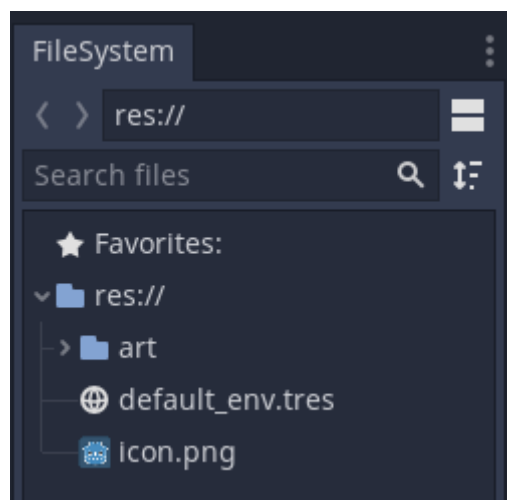 FileSystem
res://
Search files
Favorites:
res://
art
default_env.tres
icon.png